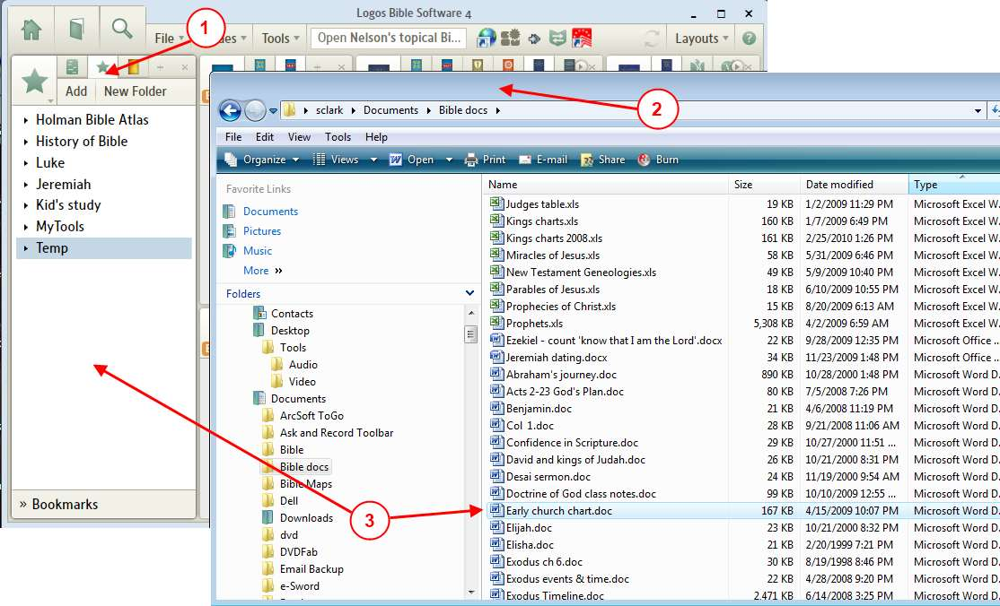 Logos Bible Software 4
1
File
Tools
Open Nelson's topical Bi...
Layouts
Add
New Folder
Holman Bible Atlas
History of Bible
Luke
Jeremiah
Kid's study
MyTools
Temp
» Bookmarks
2
sclark
Documents
Bible docs
File Edit View Tools Help
Organize Views Open Print E-mail Share Burn
Favorite Links
Documents
Pictures
Music
More »
Folders
Contacts
Desktop
Tools
Audio
Video
Documents
ArcSoft ToGo
Ask and Record Toolbar
Bible
Bible docs
Bible Maps
Dell
Downloads
dvd
DVDFab
Email Backup
e-Sword
3
Name Size Date modified Type
Judges table.xls 19 KB 1/2/2009 11:29 PM Microsoft Excel W.
Kings charts.xls 160 KB 1/7/2009 6:49 PM Microsoft Excel W.
Kings charts 2008.xls 161 KB 2/25/2010 1:26 PM Microsoft Excel W.
Miracles of Jesus.xls 58 KB 5/31/2009 6:46 PM Microsoft Excel W.
New Testament Geneologies.xls 49 KB 5/9/2009 10:40 PM Microsoft Excel W.
Parables of Jesus.xls 18 KB 6/10/2009 10:55 PM Microsoft Excel W.
Prophecies of Christ.xls 15 KB 8/20/2009 6:13 AM Microsoft Excel W.
Prophets.xls 5,308 KB 4/2/2009 6:59 AM Microsoft Excel W.
Ezekiel - count 'know that I am the Lord'.docx 22 KB 9/28/2009 12:35 PM Microsoft Office ..
Jeremiah dating.docx 34 KB 11/23/2009 1:48 PM Microsoft Office ..
Abraham's journey.doc 890 KB 10/28/2000 1:48 PM Microsoft Word D.
Acts 2-23 God's Plan.doc 80 KB 7/5/2008 7:26 PM Microsoft Word D.
Benjamin.doc 21 KB 4/6/2008 11:19 PM Microsoft Word D.
Col 1.doc 28 KB 9/21/2008 11:06 AM Microsoft Word D.
Confidence in Scripture.doc 29 KB 10/27/2000 11:51 ... Microsoft Word D.
David and kings of Judah.doc 26 KB 10/21/2000 8:31 PM Microsoft Word D.
Desai sermon.doc 24 KB 11/19/2000 9:54 AM Microsoft Word D.
Doctrine of God class notes.doc 99 KB 10/10/2009 12:55 ... Microsoft Word D.
Early church chart.doc 167 KB 4/15/2009 10:07 PM Microsoft Word D.
Elijah.doc 23 KB 10/21/2000 8:32 PM Microsoft Word D.
Elisha.doc 21 KB 2/20/1999 7:21 PM Microsoft Word D.
Exodus ch 6.doc 30 KB 8/19/1998 8:46 PM Microsoft Word D.
Exodus events & time.doc 22 KB 4/28/2008 9:20 PM Microsoft Word D.
Exodus Timeline.doc 2,471 KB 6/14/2008 3:25 PM Microsoft Word D.